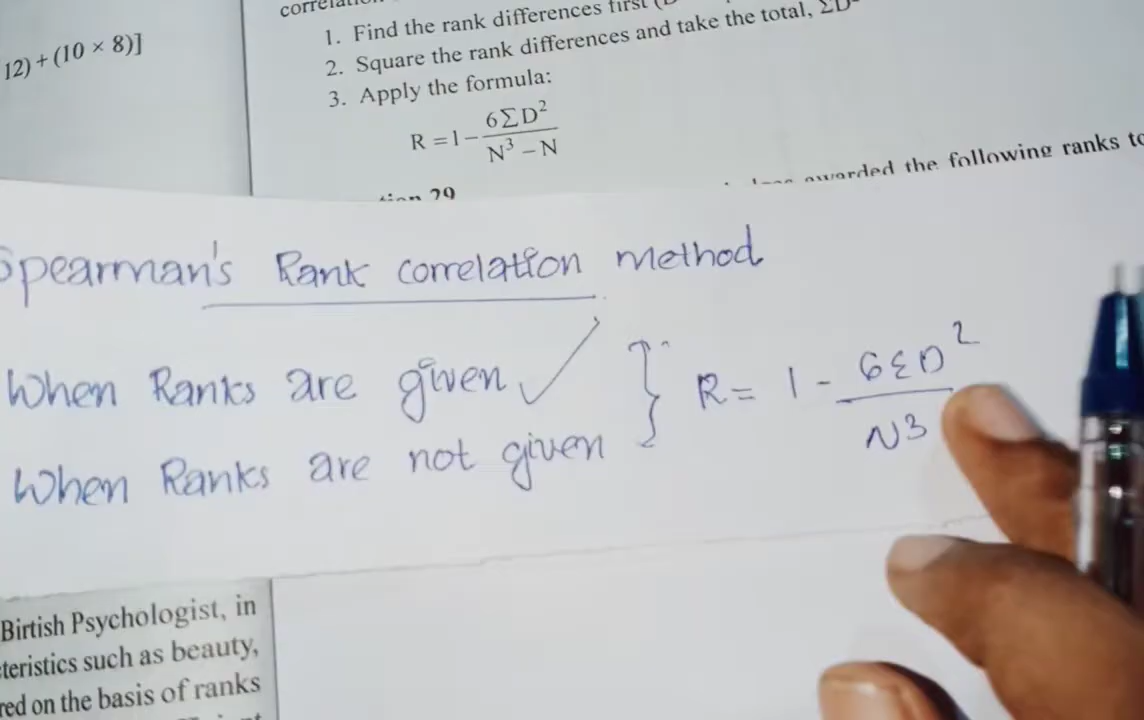 12) + (10 × 8)]
1. Find the rank differences first (D
2. Square the rank differences and take the total, ΣD²
3. Apply the formula:
R = 1 - 6ΣD² / N³ - N
29
awarded the following ranks to
Spearman's Rank correlation method
When Ranks are given ✓
When Ranks are not given
} R = 1 - 6ΣD² / N3
Birtish Psychologist, in
teristics such as beauty,
red on the basis of ranks